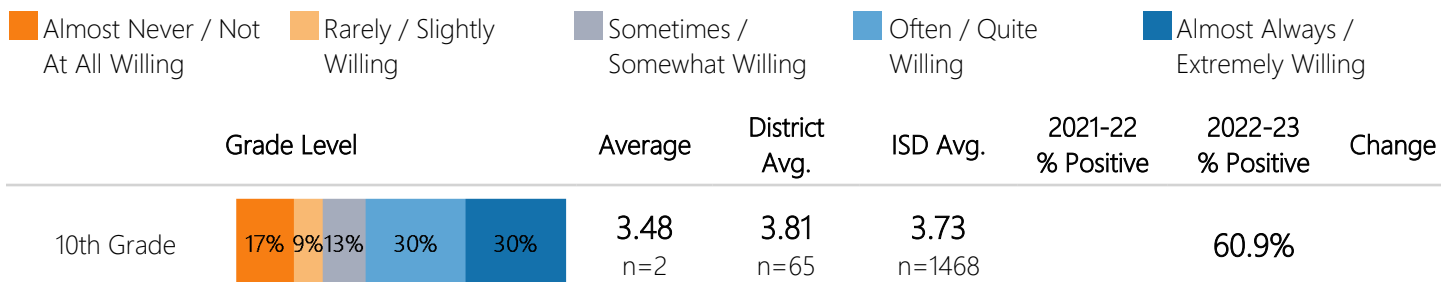 Almost Never / Not At All Willing
Rarely / Slightly Willing
Sometimes / Somewhat Willing
Often / Quite Willing
Almost Always / Extremely Willing
Grade Level Average District Avg. ISD Avg. 2021-22 % Positive 2022-23 % Positive Change
10th Grade 17% 9% 13% 30% 30% 3.48 3.81 3.73 60.9%
n=2 n=65 n=1468